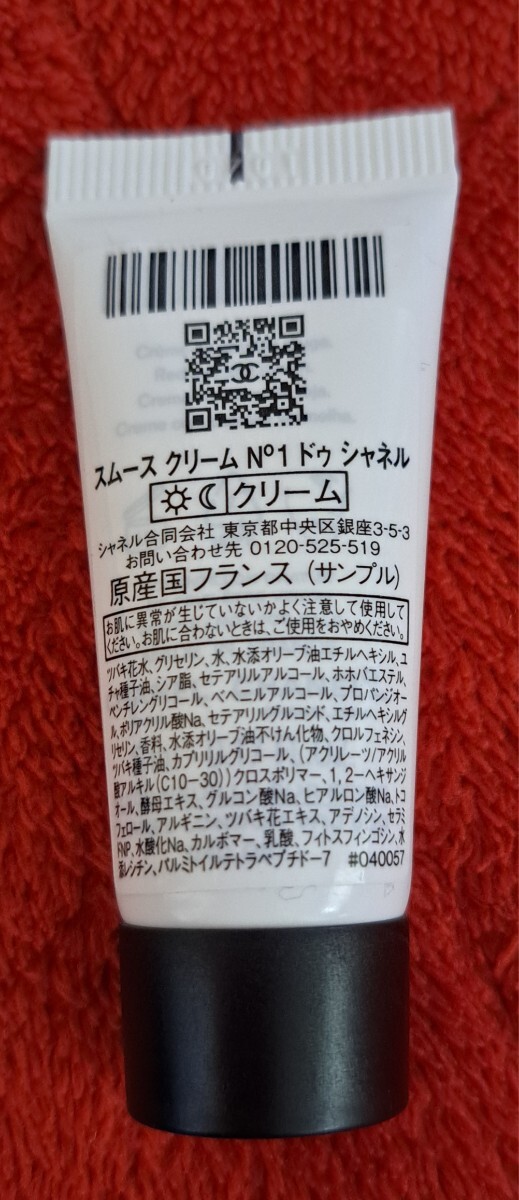 スムース クリーム Nº1 ドゥ シャネル
クリーム
シャネル合同会社 東京都中央区銀座3-5-3
お問い合わせ先 0120-525-519
原産国フランス (サンプル)
お肌に異常が生じていないかよく注意して使用して
ください。お肌に合わないときは、ご使用をおやめください。
ツバキ花水、グリセリン、水、水添オリーブ油エチルヘキシル、ユ
チャ種子油、シア脂、セテアリルアルコール、ホホバエステル、
ペンチレングリコール、ベヘニルアルコール、プロパンジオー
ル、ポリアクリル酸Na、セテアリルグルコシド、エチルヘキシルグ
リセリン、香料、水添オリーブ油不けん化物、クロルフェネシン、
ツバキ種子油、カプリリルグリコール、(アクリレーツ/アクリル
酸アルキル(C10-30))クロスポリマー、1,2-ヘキサンジ
オール、酵母エキス、グルコン酸Na、ヒアルロン酸Na、トコ
フェロール、アルギニン、ツバキ花エキス、アデノシン、セラミ
ドNP、水酸化Na、カルボマー、乳酸、フィトスフィンゴシン、水
添レシチン、パルミトイルテトラペプチド-7 #040057